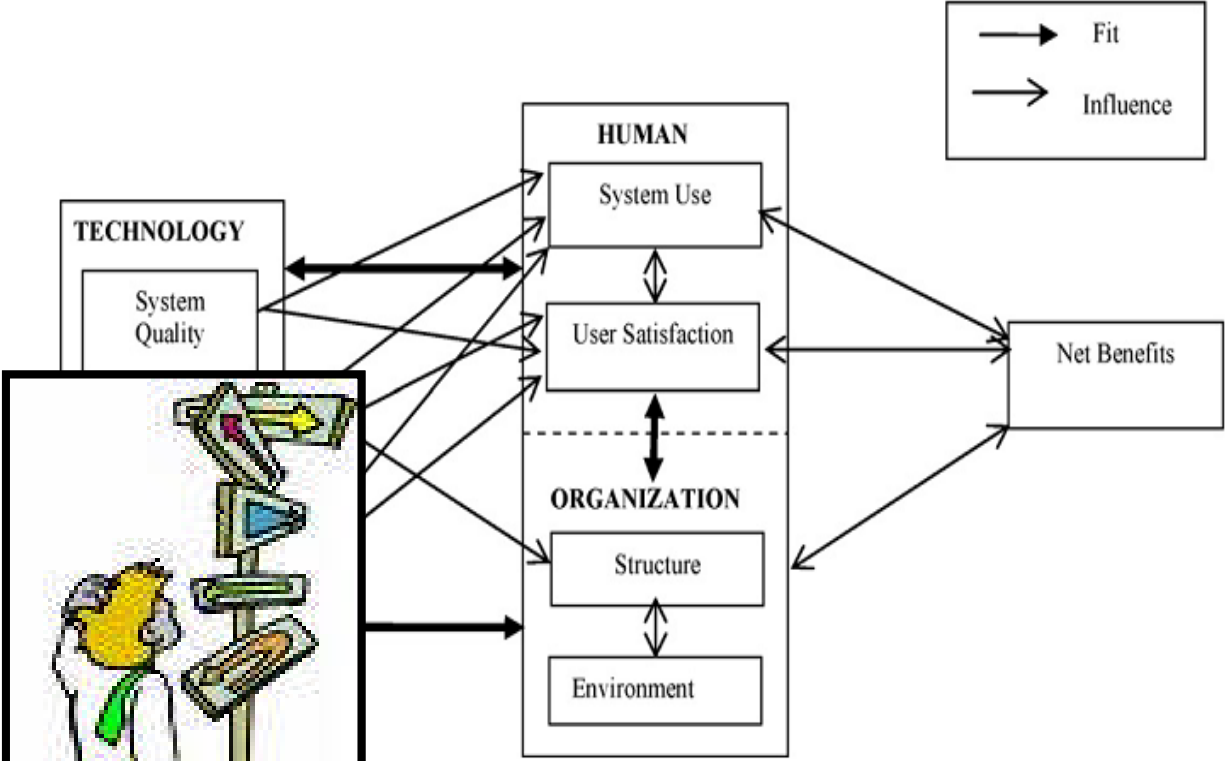 Fit
Influence
HUMAN
System Use
TECHNOLOGY
System
Quality
User Satisfaction
Net Benefits
ORGANIZATION
Structure
Environment